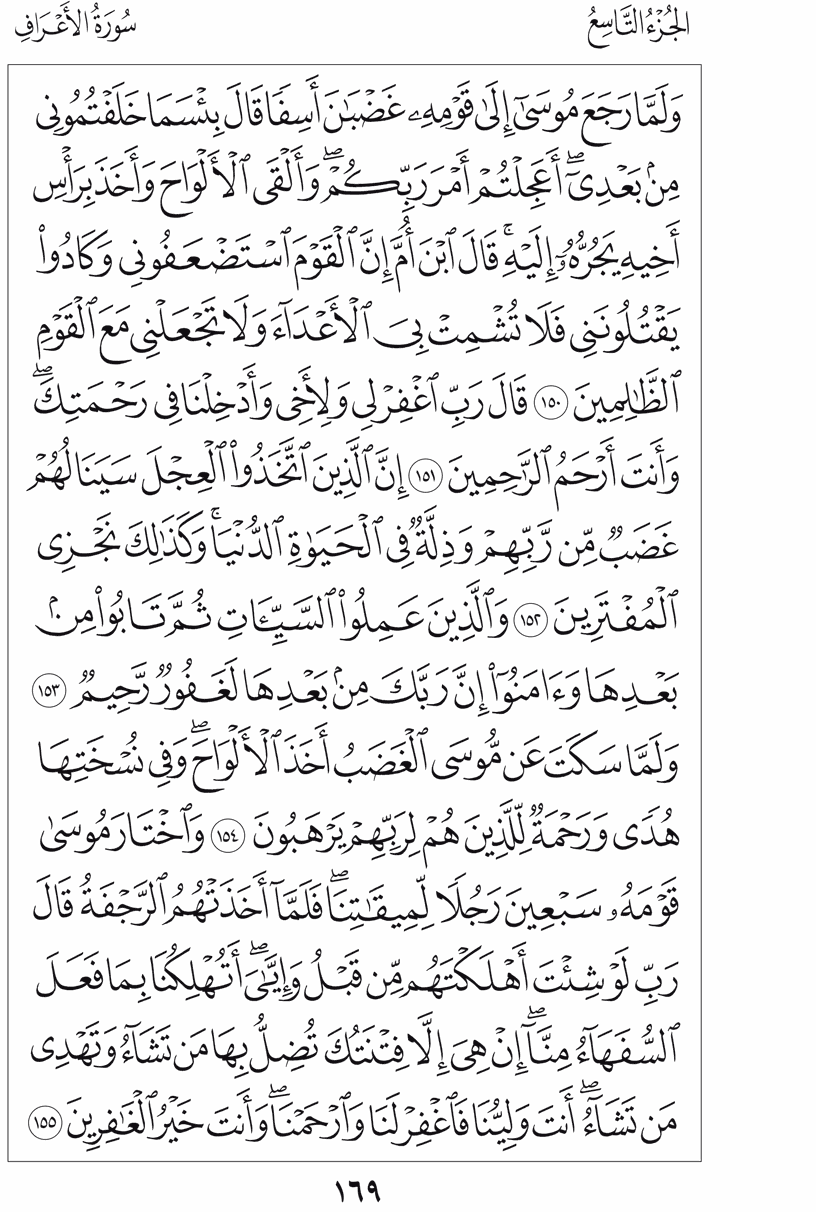 الجُزْءُ التَّاسِعُ
سُورَةُ الأَعْرَافِ
وَلَمَّا رَجَعَ مُوسَىٰٓ إِلَىٰ قَوْمِهِۦ غَضْبَٰنَ أَسِفٗا قَالَ بِئْسَمَا خَلَفْتُمُونِي
مِنۢ بَعْدِيٓۖ أَعَجِلْتُمْ أَمْرَ رَبِّكُمْۖ وَأَلْقَى ٱلْأَلْوَاحَ وَأَخَذَ بِرَأْسِ
أَخِيهِ يَجُرُّهُۥٓ إِلَيْهِۚ قَالَ ٱبْنَ أُمَّ إِنَّ ٱلْقَوْمَ ٱسْتَضْعَفُونِي وَكَادُواْ
يَقْتُلُونَنِي فَلَا تُشْمِتْ بِيَ ٱلْأَعْدَآءَ وَلَا تَجْعَلْنِي مَعَ ٱلْقَوْمِ
ٱلظَّٰلِمِينَ ١٥٠ قَالَ رَبِّ ٱغْفِرْ لِي وَلِأَخِي وَأَدْخِلْنَا فِي رَحْمَتِكَۖ
وَأَنتَ أَرْحَمُ ٱلرَّٰحِمِينَ ١٥١ إِنَّ ٱلَّذِينَ ٱتَّخَذُواْ ٱلْعِجْلَ سَيَنَالُهُمْ
غَضَبٞ مِّن رَّبِّهِمْ وَذِلَّةٞ فِي ٱلْحَيَوٰةِ ٱلدُّنْيَاۚ وَكَذَٰلِكَ نَجْزِي
ٱلْمُفْتَرِينَ ١٥٢ وَٱلَّذِينَ عَمِلُواْ ٱلسَّيِّـَٔاتِ ثُمَّ تَابُواْ مِنۢ
بَعْدِهَا وَءَامَنُوٓاْ إِنَّ رَبَّكَ مِنۢ بَعْدِهَا لَغَفُورٞ رَّحِيمٞ ١٥٣
وَلَمَّا سَكَتَ عَن مُّوسَى ٱلْغَضَبُ أَخَذَ ٱلْأَلْوَاحَۖ وَفِي نُسْخَتِهَا
هُدٗى وَرَحْمَةٞ لِّلَّذِينَ هُمْ لِرَبِّهِمْ يَرْهَبُونَ ١٥٤ وَٱخْتَارَ مُوسَىٰ
قَوْمَهُۥ سَبْعِينَ رَجُلٗا لِّمِيقَٰتِنَاۖ فَلَمَّآ أَخَذَتْهُمُ ٱلرَّجْفَةُ قَالَ
رَبِّ لَوْ شِئْتَ أَهْلَكْتَهُم مِّن قَبْلُ وَإِيَّٰيَۖ أَتُهْلِكُنَا بِمَا فَعَلَ
ٱلسُّفَهَآءُ مِنَّآۖ إِنْ هِيَ إِلَّا فِتْنَتُكَ تُضِلُّ بِهَا مَن تَشَآءُ وَتَهْدِي
مَن تَشَآءُۖ أَنتَ وَلِيُّنَا فَٱغْفِرْ لَنَا وَٱرْحَمْنَاۖ وَأَنتَ خَيْرُ ٱلْغَٰفِرِينَ ١٥٥
١٦٩